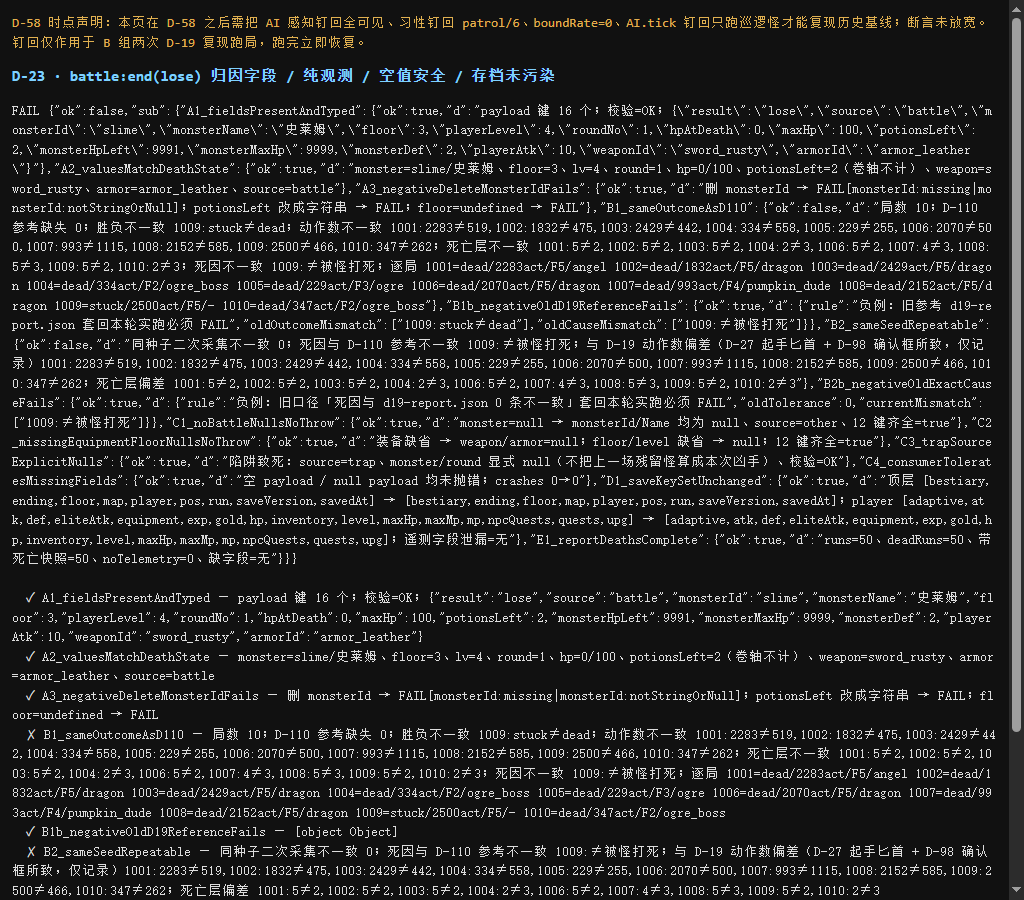 D-58 时点声明：本页在 D-58 之后需把 AI 感知钉回全可见、习性钉回 patrol/6、boundRate=0、AI.tick 钉回只跑巡逻怪才能复现历史基线；断言未放宽。
钉回仅作用于 B 组两次 D-19 复现跑局，跑完立即恢复。
D-23 · battle:end(lose) 归因字段 / 纯观测 / 空值安全 / 存档未污染
FAIL {"ok":false,"sub":{"A1_fieldsPresentAndTyped":{"ok":true,"d":"payload 键 16 个；校验=OK；{\"result\":\"lose\",\"source\":\"battle\",\"m
onsterId\":\"slime\",\"monsterName\":\"史莱姆\",\"floor\":3,\"playerLevel\":4,\"roundNo\":1,\"hpAtDeath\":0,\"maxHp\":100,\"potionsLeft\":
2,\"monsterHpLeft\":9991,\"monsterMaxHp\":9999,\"monsterDef\":2,\"playerAtk\":10,\"weaponId\":\"sword_rusty\",\"armorId\":\"armor_leather
\"}"},"A2_valuesMatchDeathState":{"ok":true,"d":"monster=slime/史莱姆、floor=3、lv=4、round=1、hp=0/100、potionsLeft=2（卷轴不计）、weapon=s
word_rusty、armor=armor_leather、source=battle"},"A3_negativeDeleteMonsterIdFails":{"ok":true,"d":"删 monsterId → FAIL[monsterId:missing|mo
nsterId:notStringOrNull]；potionsLeft 改成字符串 → FAIL；floor=undefined → FAIL"},"B1_sameOutcomeAsD110":{"ok":false,"d":"局数 10；D-110
参考缺失 0；胜负不一致 1009:stuck≠dead；动作数不一致 1001:2283≠519,1002:1832≠475,1003:2429≠442,1004:334≠558,1005:229≠255,1006:2070≠50
0,1007:993≠1115,1008:2152≠585,1009:2500≠466,1010:347≠262；死亡层不一致 1001:5≠2,1002:5≠2,1003:5≠2,1004:2≠3,1006:5≠2,1007:4≠3,1008:
5≠3,1009:5≠2,1010:2≠3；死因不一致 1009:≠被怪打死；逐局 1001=dead/2283act/F5/angel 1002=dead/1832act/F5/dragon 1003=dead/2429act/F5/drago
n 1004=dead/334act/F2/ogre_boss 1005=dead/229act/F3/ogre 1006=dead/2070act/F5/dragon 1007=dead/993act/F4/pumpkin_dude 1008=dead/2152act/F5/d
ragon 1009=stuck/2500act/F5/- 1010=dead/347act/F2/ogre_boss"},"B1b_negativeOldD19ReferenceFails":{"ok":true,"d":{"rule":"负例：旧参考 d19-re
port.json 套回本轮实跑必须 FAIL","oldOutcomeMismatch":["1009:stuck≠dead"],"oldCauseMismatch":["1009:≠被怪打死"]}},"B2_sameSeedRepeatable":
{"ok":false,"d":"同种子二次采集不一致 0；死因与 D-110 参考不一致 1009:≠被怪打死；与 D-19 动作数偏差（D-27 起手匕首 + D-98 确认框所致，仅记
录）1001:2283≠519,1002:1832≠475,1003:2429≠442,1004:334≠558,1005:229≠255,1006:2070≠500,1007:993≠1115,1008:2152≠585,1009:2500≠466,101
0:347≠262；死亡层偏差 1001:5≠2,1002:5≠2,1003:5≠2,1004:2≠3,1006:5≠2,1007:4≠3,1008:5≠3,1009:5≠2,1010:2≠3"},"B2b_negativeOldExactCaus
eFails":{"ok":true,"d":{"rule":"负例：旧口径「死因与 d19-report.json 0 条不一致」套回本轮实跑必须 FAIL","oldTolerance":0,"currentMismatch":
["1009:≠被怪打死"]}},"C1_noBattleNullsNoThrow":{"ok":true,"d":"monster=null → monsterId/Name 均为 null、source=other、12 键齐全=true"},"C2
_missingEquipmentFloorNullsNoThrow":{"ok":true,"d":"装备缺省 → weapon/armor=null；floor/level 缺省 → null；12 键齐全=true"},"C3_trapSource
ExplicitNulls":{"ok":true,"d":"陷阱致死：source=trap、monster/round 显式 null（不把上一场残留怪算成本次凶手）、校验=OK"},"C4_consumerTolerat
esMissingFields":{"ok":true,"d":"空 payload / null payload 均未抛错；crashes 0→0"},"D1_saveKeySetUnchanged":{"ok":true,"d":"顶层 [bestiary,
ending,floor,map,player,pos,run,saveVersion,savedAt] → [bestiary,ending,floor,map,player,pos,run,saveVersion,savedAt]；player [adaptive,at
k,def,eliteAtk,equipment,exp,gold,hp,inventory,level,maxHp,maxMp,mp,npcQuests,quests,upg] → [adaptive,atk,def,eliteAtk,equipment,exp,gold,h
p,inventory,level,maxHp,maxMp,mp,npcQuests,quests,upg]；遥测字段泄漏=无"},"E1_reportDeathsComplete":{"ok":true,"d":"runs=50、deadRuns=50、带
死亡快照=50、noTelemetry=0、缺字段=无"}}}
✓ A1_fieldsPresentAndTyped — payload 键 16 个；校验=OK；{"result":"lose","source":"battle","monsterId":"slime","monsterName":"史莱姆","fl
oor":3,"playerLevel":4,"roundNo":1,"hpAtDeath":0,"maxHp":100,"potionsLeft":2,"monsterHpLeft":9991,"monsterMaxHp":9999,"monsterDef":2,"player
Atk":10,"weaponId":"sword_rusty","armorId":"armor_leather"}
✓ A2_valuesMatchDeathState — monster=slime/史莱姆、floor=3、lv=4、round=1、hp=0/100、potionsLeft=2（卷轴不计）、weapon=sword_rusty、armor
=armor_leather、source=battle
✓ A3_negativeDeleteMonsterIdFails — 删 monsterId → FAIL[monsterId:missing|monsterId:notStringOrNull]；potionsLeft 改成字符串 → FAIL；fl
oor=undefined → FAIL
✗ B1_sameOutcomeAsD110 — 局数 10；D-110 参考缺失 0；胜负不一致 1009:stuck≠dead；动作数不一致 1001:2283≠519,1002:1832≠475,1003:2429≠44
2,1004:334≠558,1005:229≠255,1006:2070≠500,1007:993≠1115,1008:2152≠585,1009:2500≠466,1010:347≠262；死亡层不一致 1001:5≠2,1002:5≠2,10
03:5≠2,1004:2≠3,1006:5≠2,1007:4≠3,1008:5≠3,1009:5≠2,1010:2≠3；死因不一致 1009:≠被怪打死；逐局 1001=dead/2283act/F5/angel 1002=dead/1
832act/F5/dragon 1003=dead/2429act/F5/dragon 1004=dead/334act/F2/ogre_boss 1005=dead/229act/F3/ogre 1006=dead/2070act/F5/dragon 1007=dead/99
3act/F4/pumpkin_dude 1008=dead/2152act/F5/dragon 1009=stuck/2500act/F5/- 1010=dead/347act/F2/ogre_boss
✓ B1b_negativeOldD19ReferenceFails — [object Object]
✗ B2_sameSeedRepeatable — 同种子二次采集不一致 0；死因与 D-110 参考不一致 1009:≠被怪打死；与 D-19 动作数偏差（D-27 起手匕首 + D-98 确认
框所致，仅记录）1001:2283≠519,1002:1832≠475,1003:2429≠442,1004:334≠558,1005:229≠255,1006:2070≠500,1007:993≠1115,1008:2152≠585,1009:2
500≠466,1010:347≠262；死亡层偏差 1001:5≠2,1002:5≠2,1003:5≠2,1004:2≠3,1006:5≠2,1007:4≠3,1008:5≠3,1009:5≠2,1010:2≠3